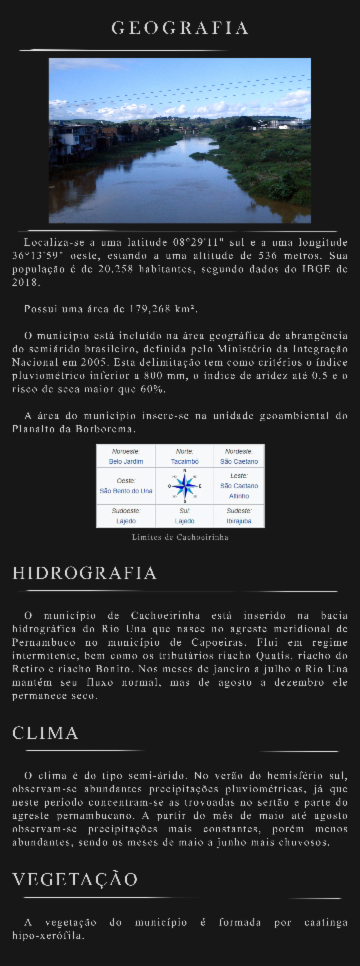 GEOGRAFIA
Localiza-se a uma latitude 08°29'11" sul e a uma longitude
36°13'59" oeste, estando a uma altitude de 536 metros. Sua
população é de 20,258 habitantes, segundo dados do IBGE de
2018.
Possui uma área de 179,268 km².
O município está incluído na área geográfica de abrangência
do semiárido brasileiro, definida pelo Ministério da Integração
Nacional em 2005. Esta delimitação tem como critérios o índice
pluviométrico inferior a 800 mm, o índice de aridez até 0,5 e o
risco de seca maior que 60%.
A área do município insere-se na unidade geoambiental do
Planalto da Borborema.
Noroeste: Norte: Nordeste:
Belo Jardim Tacaimbó São Caetano
Oeste: N Leste:
São Bento do Una O E São Caetano
S Altinho
Sudoeste: Sul: Sudeste:
Lajedo Lajedo Ibirajuba
Limites de Cachoeirinha
HIDROGRAFIA
O município de Cachoeirinha está inserido na bacia
hidrográfica do Rio Una que nasce no agreste meridional de
Pernambuco no município de Capoeiras. Flui em regime
intermitente, bem como os tributários riacho Quatis, riacho do
Retiro e riacho Bonito. Nos meses de janeiro a julho o Rio Una
mantém seu fluxo normal, mas de agosto a dezembro ele
permanece seco.
CLIMA
O clima é do tipo semi-árido. No verão do hemisfério sul,
observam-se abundantes precipitações pluviométricas, já que
neste período concentram-se as trovoadas no sertão e parte do
agreste pernambucano. A partir do mês de maio até agosto
observam-se precipitações mais constantes, porém menos
abundantes, sendo os meses de maio a junho mais chuvosos.
VEGETAÇÃO
A vegetação do município é formada por caatinga
hipo-xerófila.